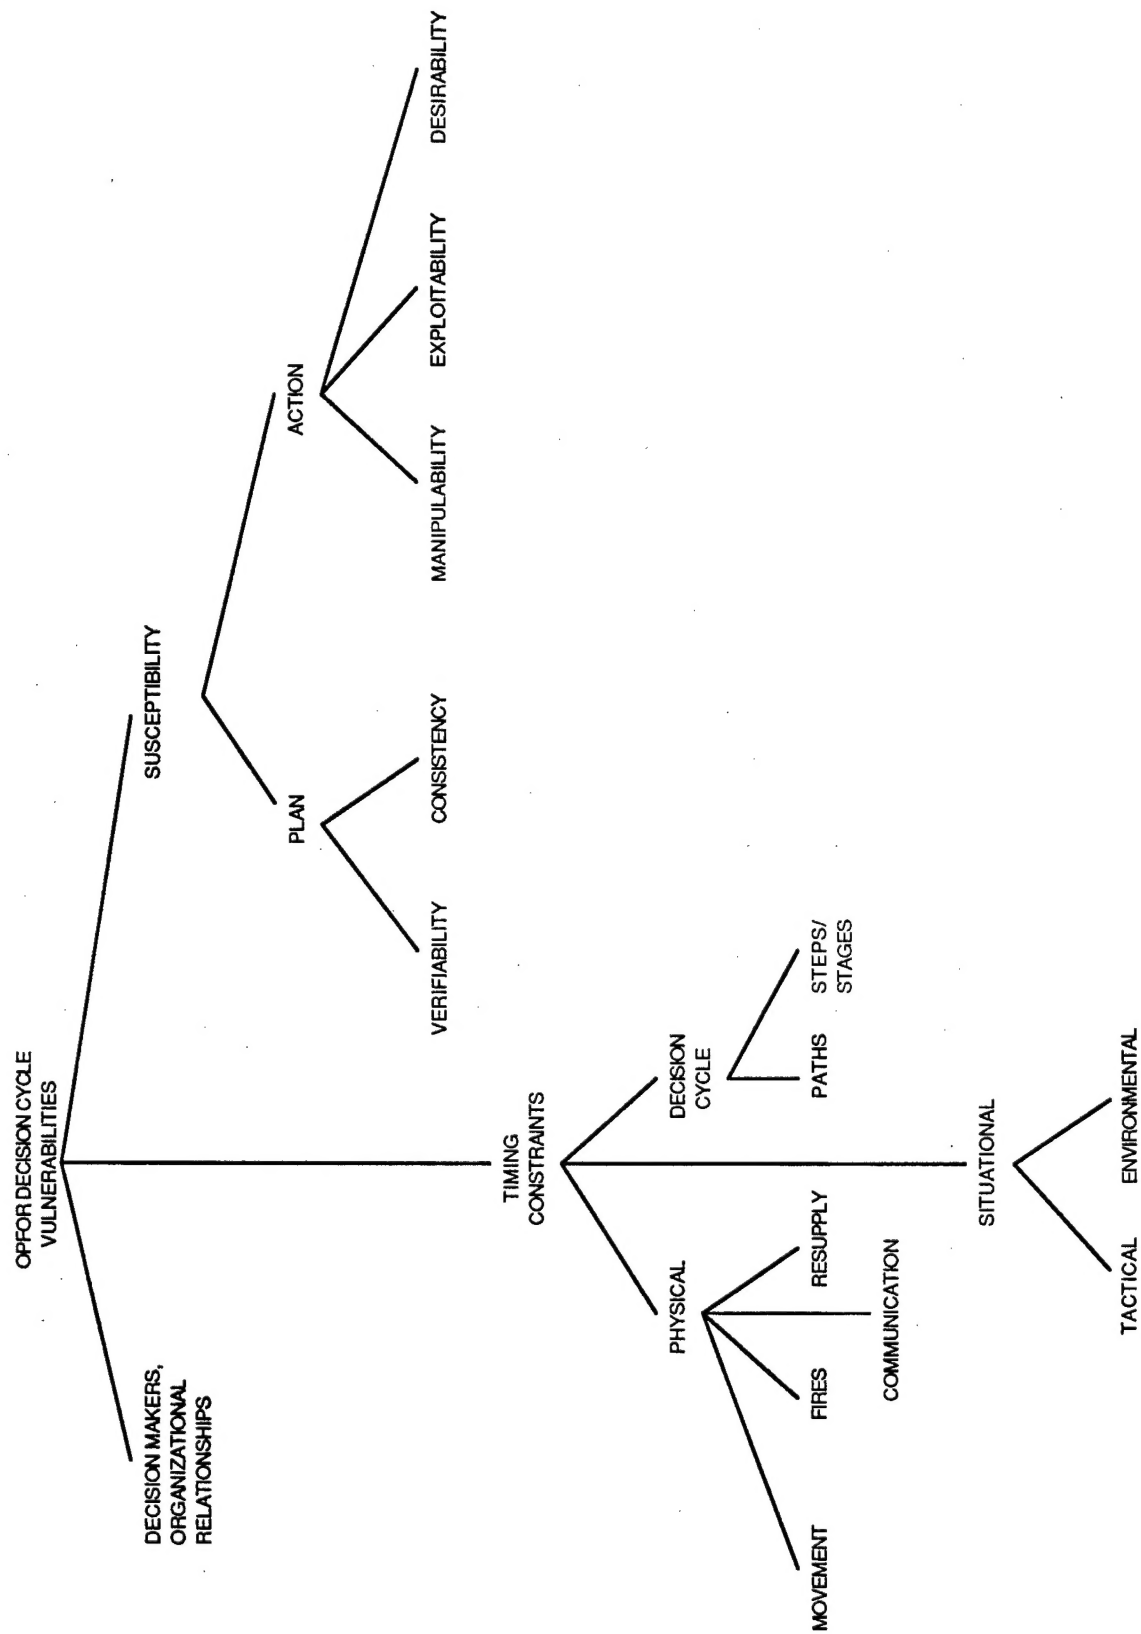 OPFOR DECISION CYCLE
VULNERABILITIES
DECISION MAKERS,
ORGANIZATIONAL
RELATIONSHIPS
SUSCEPTIBILITY
PLAN
ACTION
VERIFIABILITY
CONSISTENCY
MANIPULABILITY
EXPLOITABILITY
DESIRABILITY
TIMING
CONSTRAINTS
PHYSICAL
DECISION
CYCLE
MOVEMENT
FIRES
RESUPPLY
PATHS
STEPS/
STAGES
COMMUNICATION
SITUATIONAL
TACTICAL
ENVIRONMENTAL